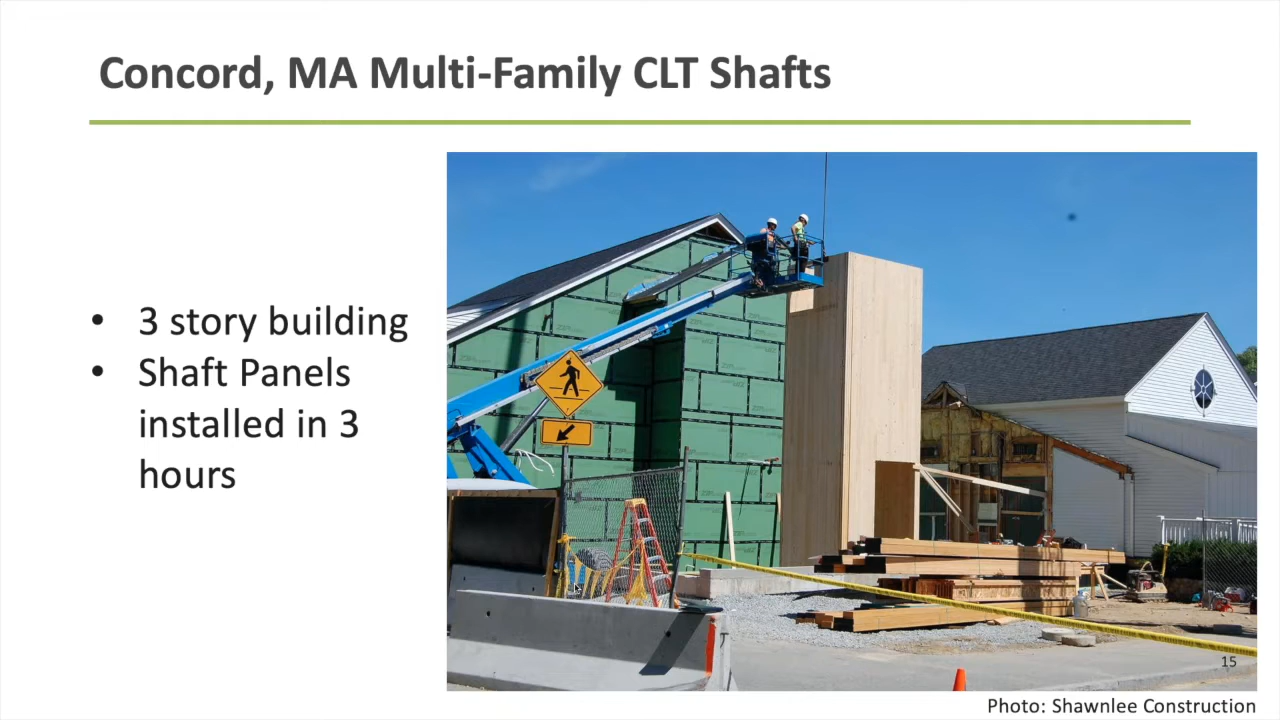 Concord, MA Multi-Family CLT Shafts
• 3 story building
• Shaft Panels
installed in 3
hours
15
Photo: Shawnlee Construction